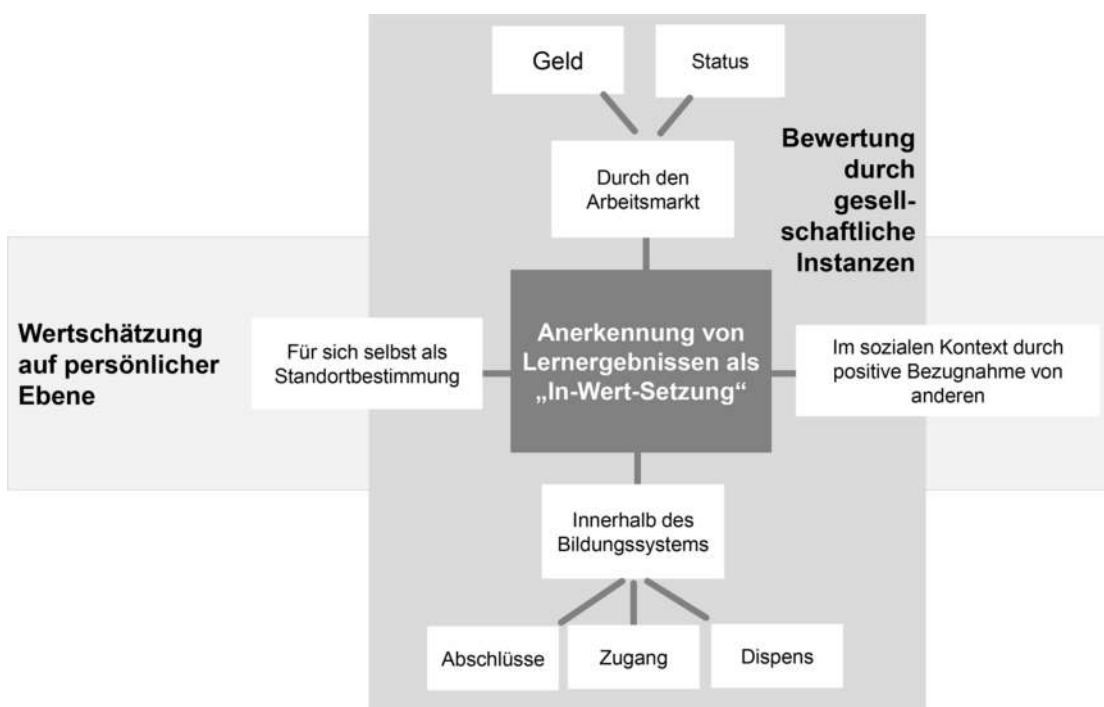 Geld
Status
Bewertung
durch
gesell-
schaftliche
Instanzen
Durch den
Arbeitsmarkt
Wertschätzung
auf persönlicher
Ebene
Für sich selbst als
Standortbestimmung
Anerkennung von
Lernergebnissen als
„In-Wert-Setzung“
Im sozialen Kontext durch
positive Bezugnahme von
anderen
Innerhalb des
Bildungssystems
Abschlüsse
Zugang
Dispens